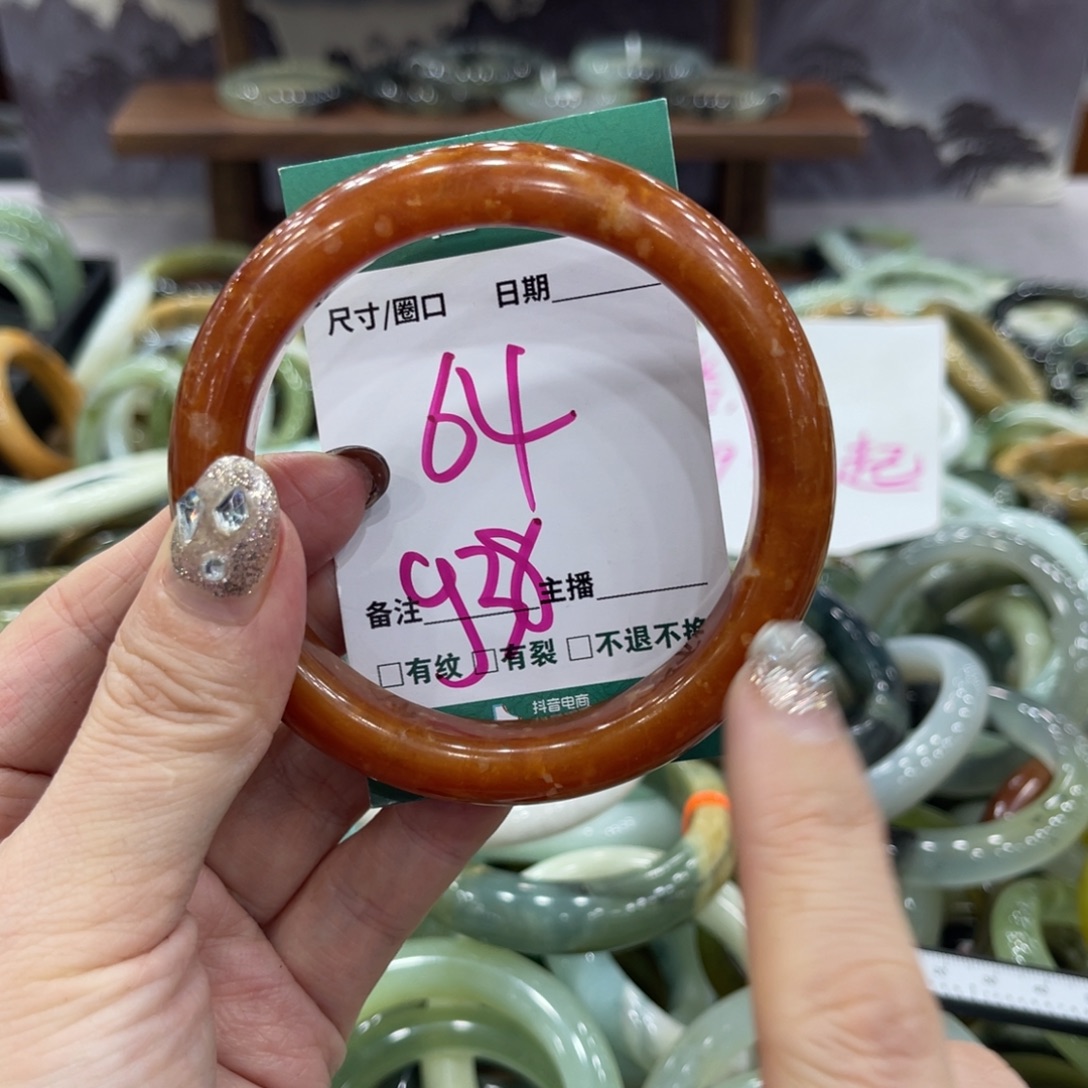 尺寸/圈口 日期
64
938
备注 主播
□有纹 □有裂 □不退不换
抖音电商
起